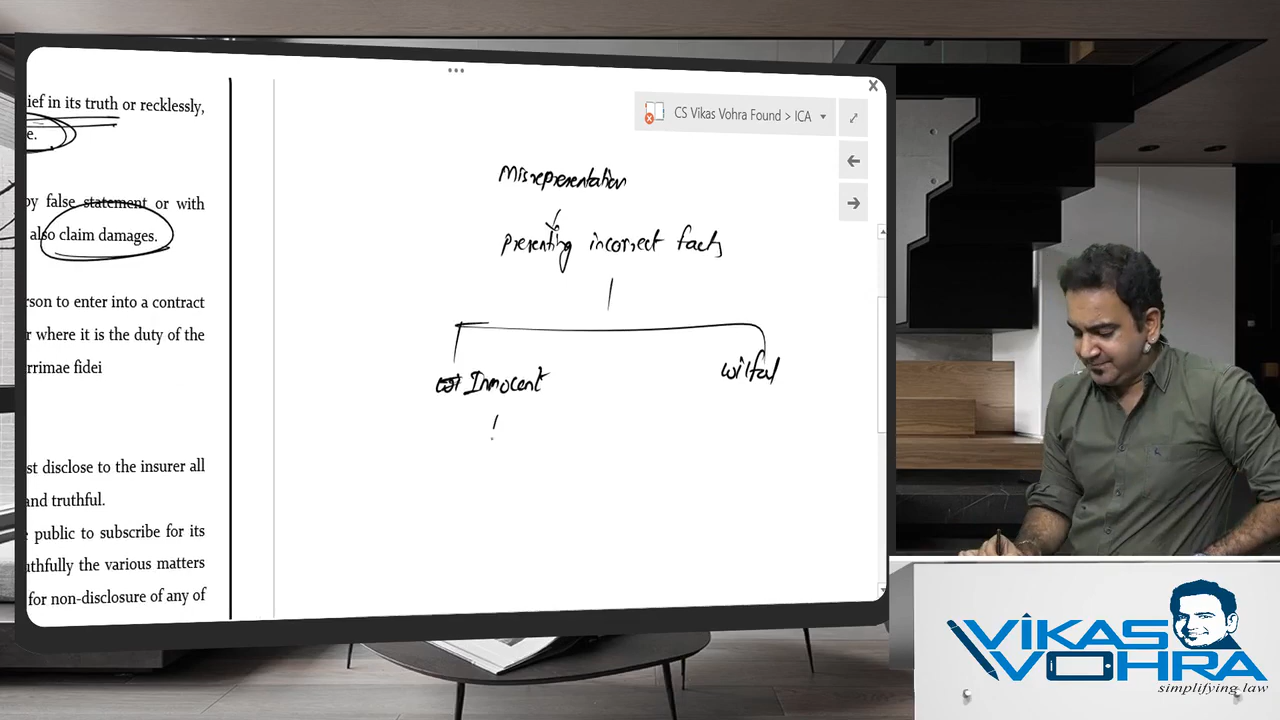 ief in its truth or recklessly,
e.
by false statement or with
also claim damages.
rson to enter into a contract
r where it is the duty of the
rrimae fidei
st disclose to the insurer all
and truthful.
e public to subscribe for its
uthfully the various matters
for non-disclosure of any of
CS Vikas Vohra Found > ICA
Misrepresentation
presenting incorrect facts
Innocent
wilful
VIKAS
VOHRA
simplifying law